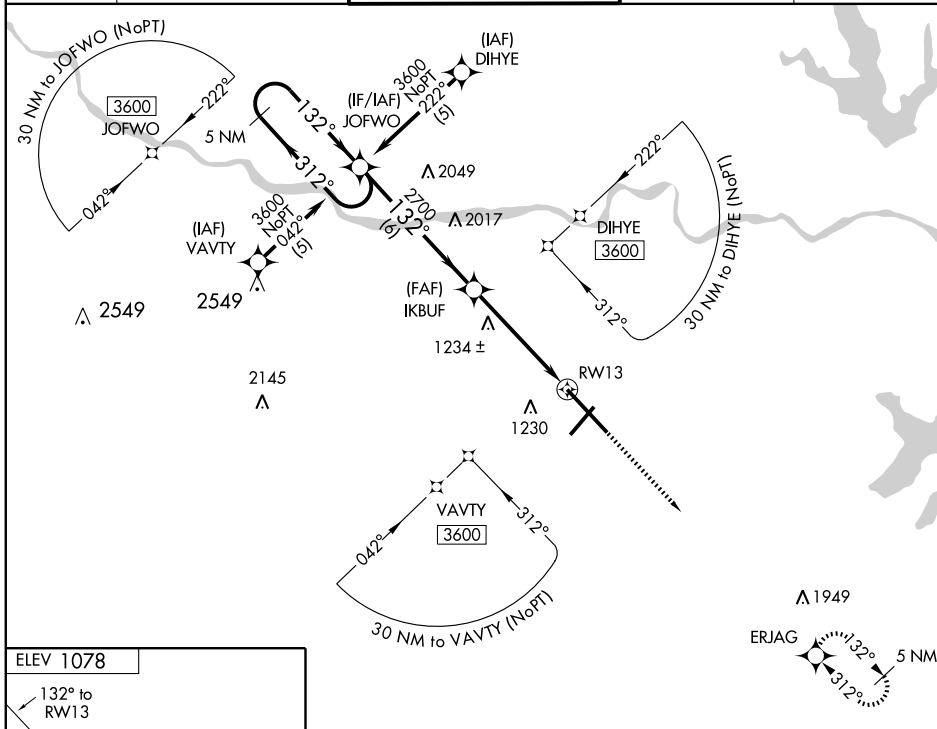 30 NM to JOFWO (NoPT)
3600
JOFWO
222°
042°
(IAF)
DIHYE
3600
NoPT
222°
(5)
(IF/IAF)
JOFWO
132°
5 NM
312°
2049
2700
132°
(6)
2017
(IAF)
VAVTY
3600
NoPT
042°
(5)
222°
DIHYE
3600
312°
30 NM to DIHYE (NoPT)
2549
2549
(FAF)
IKBUF
1234 ±
2145
RW13
1230
VAVTY
3600
042°
312°
30 NM to VAVTY (NoPT)
1949
ERJAG
132°
312°
5 NM
ELEV 1078
132° to
RW13